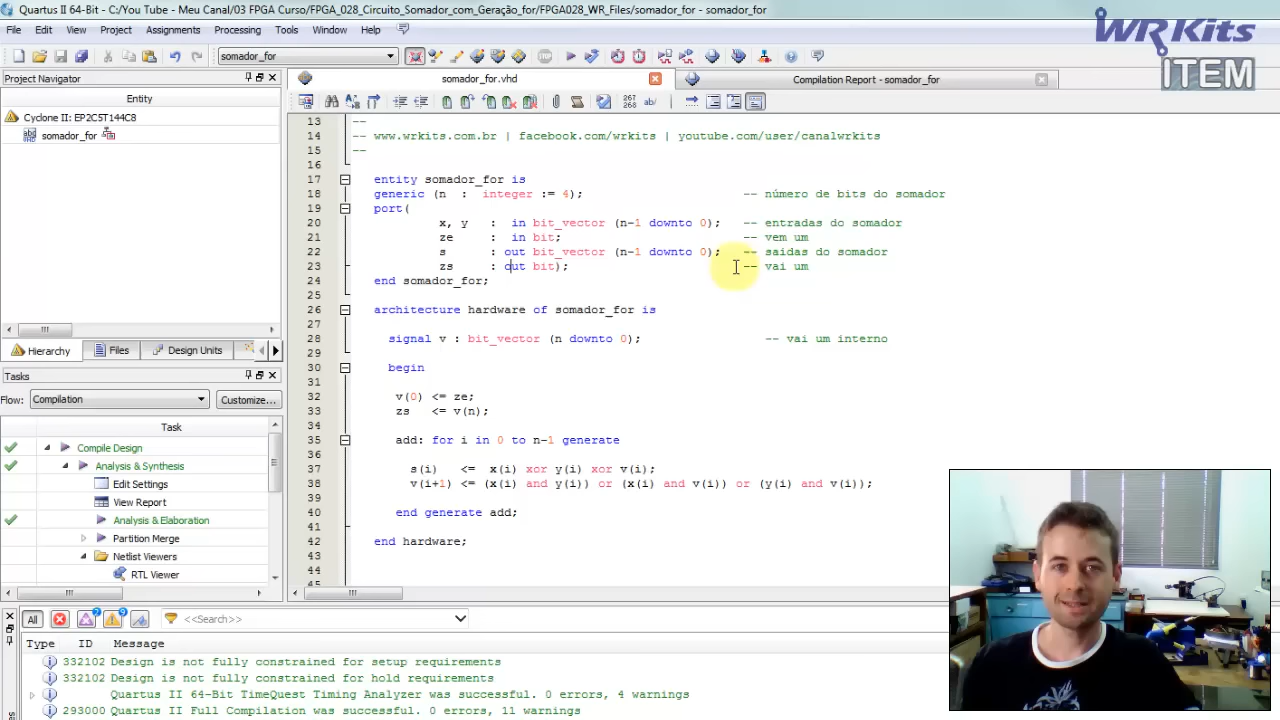 Quartus II 64-Bit - C:/You Tube - Meu Canal/03 FPGA Curso/FPGA_028_Circuito_Somador_com_Geração_for/FPGA028_WR_Files/somador_for - somador_for
File Edit View Project Assignments Processing Tools Window Help
WR Kits
ITEM
somador_for
Project Navigator
somador_for.vhd
Compilation Report - somador_for
Entity
267
268
ab/
Cyclone II: EP2C5T144C8
somador_for
13 --
14 -- www.wrkits.com.br | facebook.com/wrkits | youtube.com/user/canalwrkits
15 --
16
17 entity somador_for is
18 generic (n : integer := 4); -- número de bits do somador
19 port(
20 x, y : in bit_vector (n-1 downto 0); -- entradas do somador
21 ze : in bit; -- vem um
22 s : out bit_vector (n-1 downto 0); -- saídas do somador
23 zs : out bit); -- vai um
24 end somador_for;
25
26 architecture hardware of somador_for is
27
28 signal v : bit_vector (n downto 0); -- vai um interno
29
30 begin
31
32 v(0) <= ze;
33 zs <= v(n);
34
35 add: for i in 0 to n-1 generate
36
37 s(i) <= x(i) xor y(i) xor v(i);
38 v(i+1) <= (x(i) and y(i)) or (x(i) and v(i)) or (y(i) and v(i));
39
40 end generate add;
41
42 end hardware;
43
44
45
Hierarchy Files Design Units
Tasks
Flow: Compilation Customize...
Task
Compile Design
Analysis & Synthesis
Edit Settings
View Report
Analysis & Elaboration
Partition Merge
Netlist Viewers
RTL Viewer
All <<Search>>
Type ID Message
332102 Design is not fully constrained for setup requirements
332102 Design is not fully constrained for hold requirements
Quartus II 64-Bit TimeQuest Timing Analyzer was successful. 0 errors, 4 warnings
293000 Quartus II Full Compilation was successful. 0 errors, 11 warnings